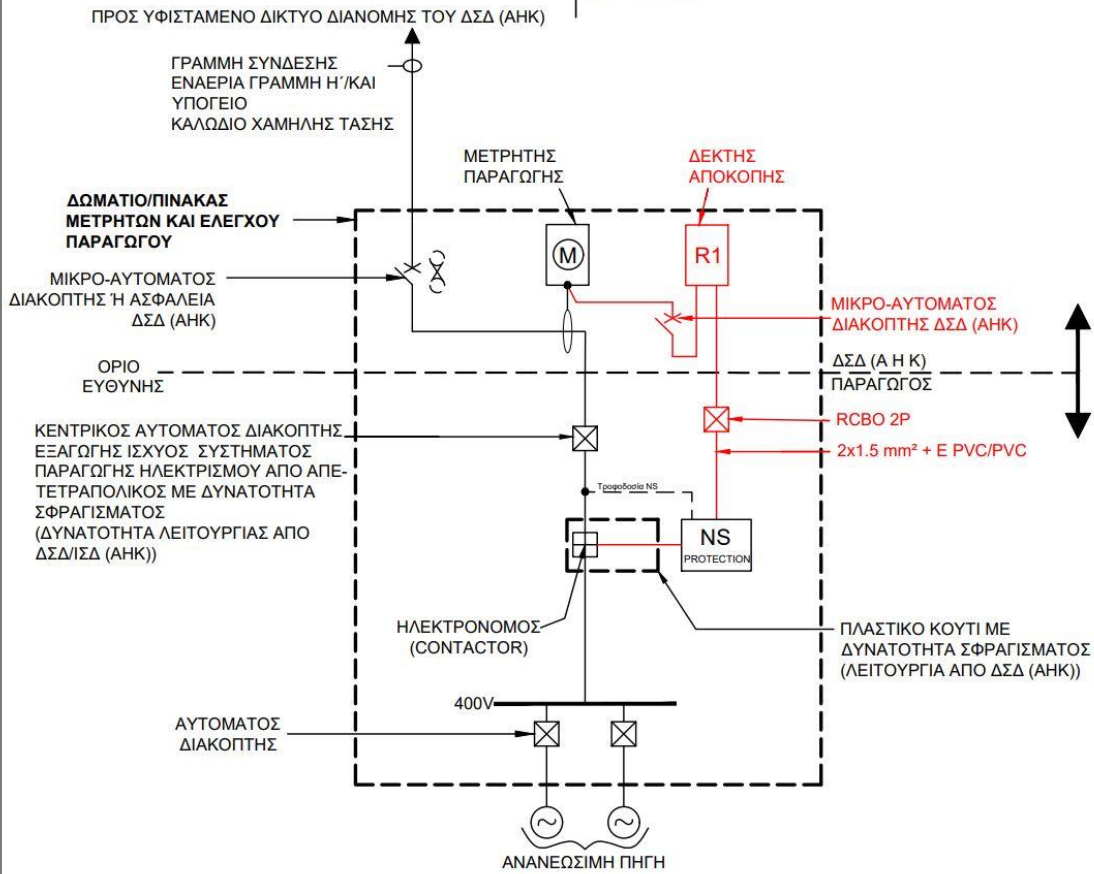 ΠΡΟΣ ΥΦΙΣΤΑΜΕΝΟ ΔΙΚΤΥΟ ΔΙΑΝΟΜΗΣ ΤΟΥ ΔΣΔ (ΑΗΚ)
ΓΡΑΜΜΗ ΣΥΝΔΕΣΗΣ
ΕΝΑΕΡΙΑ ΓΡΑΜΜΗ Η΄/ΚΑΙ
ΥΠΟΓΕΙΟ
ΚΑΛΩΔΙΟ ΧΑΜΗΛΗΣ ΤΑΣΗΣ
ΜΕΤΡΗΤΗΣ
ΠΑΡΑΓΩΓΗΣ
ΔΕΚΤΗΣ
ΑΠΟΚΟΠΗΣ
ΔΩΜΑΤΙΟ/ΠΙΝΑΚΑΣ
ΜΕΤΡΗΤΩΝ ΚΑΙ ΕΛΕΓΧΟΥ
ΠΑΡΑΓΩΓΟΥ
M
R1
ΜΙΚΡΟ-ΑΥΤΟΜΑΤΟΣ
ΔΙΑΚΟΠΤΗΣ Ή ΑΣΦΑΛΕΙΑ
ΔΣΔ (ΑΗΚ)
ΜΙΚΡΟ-ΑΥΤΟΜΑΤΟΣ
ΔΙΑΚΟΠΤΗΣ ΔΣΔ (ΑΗΚ)
ΟΡΙΟ
ΕΥΘΥΝΗΣ
ΔΣΔ (Α Η Κ)
ΠΑΡΑΓΩΓΟΣ
ΚΕΝΤΡΙΚΟΣ ΑΥΤΟΜΑΤΟΣ ΔΙΑΚΟΠΤΗΣ
ΕΞΑΓΩΓΗΣ ΙΣΧΥΟΣ ΣΥΣΤΗΜΑΤΟΣ
ΠΑΡΑΓΩΓΗΣ ΗΛΕΚΤΡΙΣΜΟΥ ΑΠΟ ΑΠΕ-
ΤΕΤΡΑΠΟΛΙΚΟΣ ΜΕ ΔΥΝΑΤΟΤΗΤΑ
ΣΦΡΑΓΙΣΜΑΤΟΣ
(ΔΥΝΑΤΟΤΗΤΑ ΛΕΙΤΟΥΡΓΙΑΣ ΑΠΟ
ΔΣΔ/ΙΣΔ (ΑΗΚ))
RCBO 2P
2x1.5 mm² + E PVC/PVC
Τροφοδοσία NS
NS
PROTECTION
ΗΛΕΚΤΡΟΝΟΜΟΣ
(CONTACTOR)
ΠΛΑΣΤΙΚΟ ΚΟΥΤΙ ΜΕ
ΔΥΝΑΤΟΤΗΤΑ ΣΦΡΑΓΙΣΜΑΤΟΣ
(ΛΕΙΤΟΥΡΓΙΑ ΑΠΟ ΔΣΔ (ΑΗΚ))
400V
ΑΥΤΟΜΑΤΟΣ
ΔΙΑΚΟΠΤΗΣ
ΑΝΑΝΕΩΣΙΜΗ ΠΗΓΗ